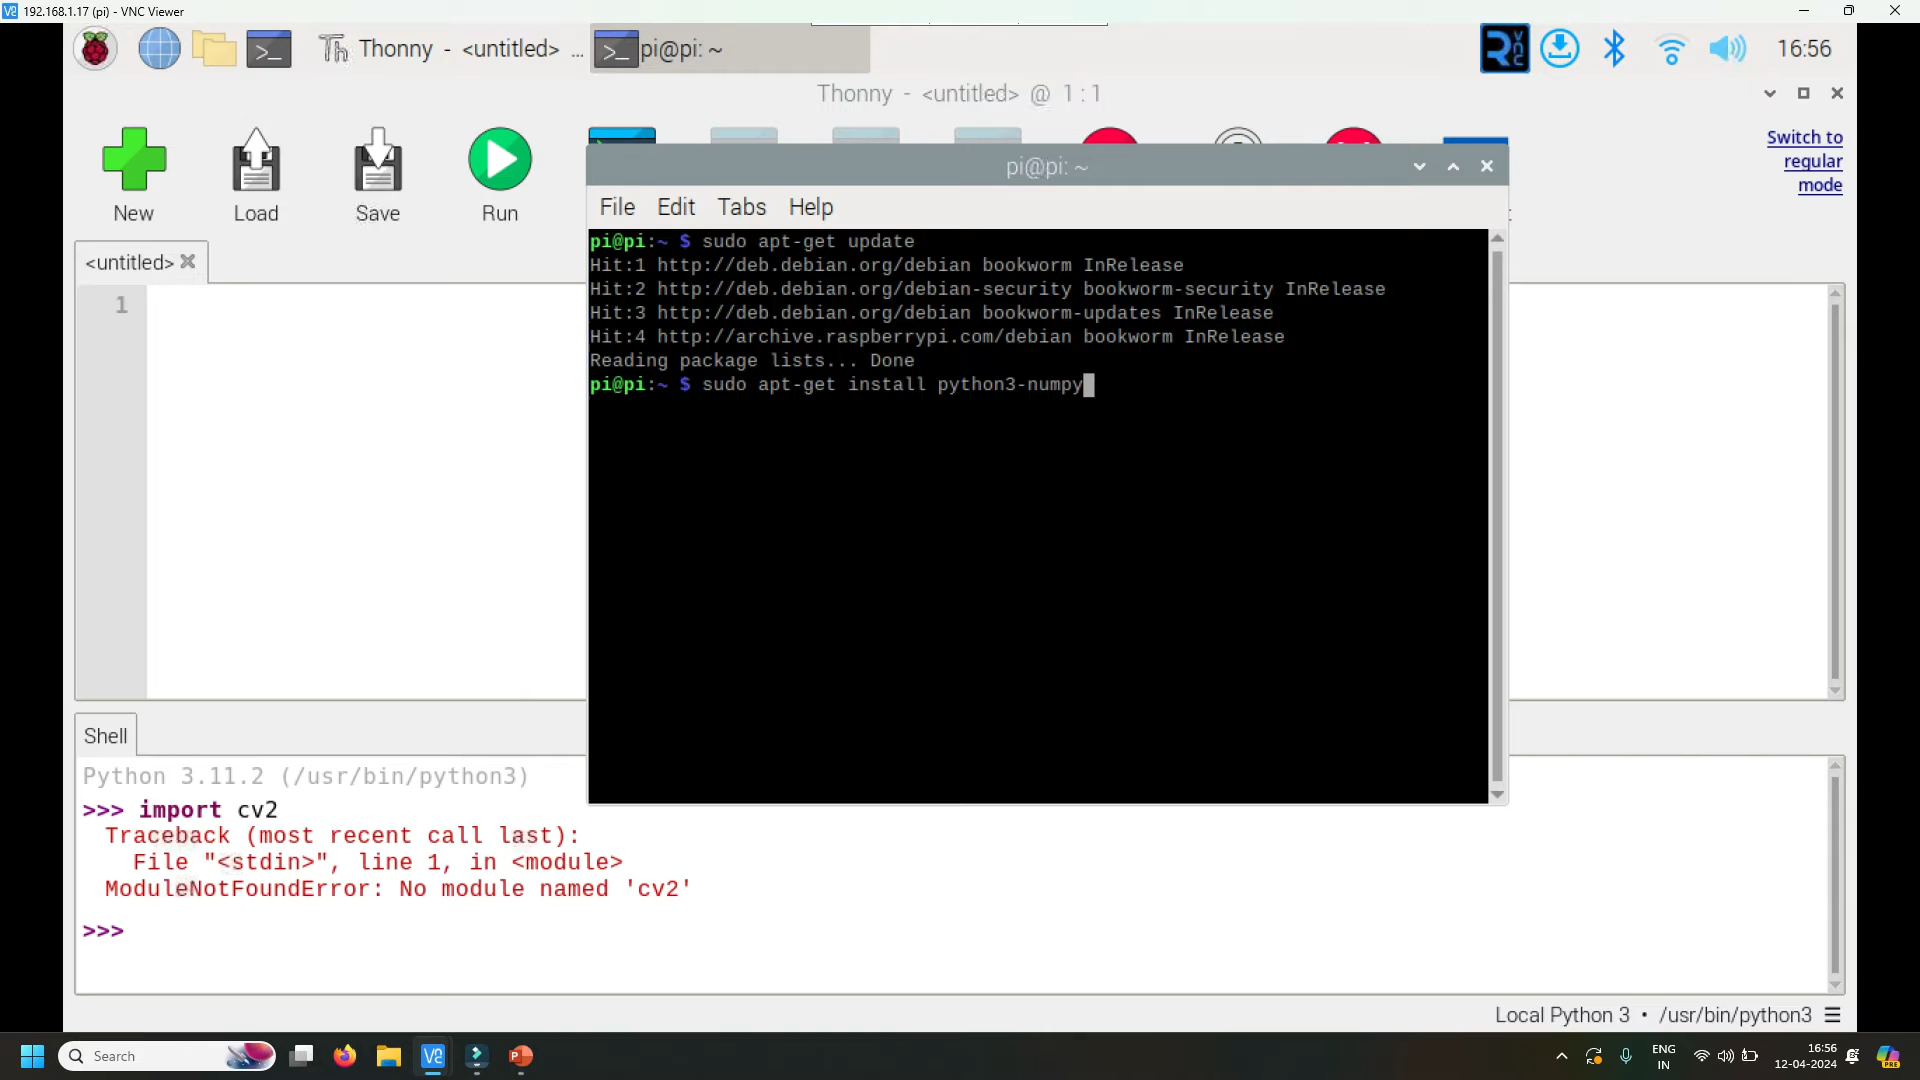 192.168.1.17 (pi) - VNC Viewer
Thonny - <untitled> ...
pi@pi: ~
16:56
Thonny - <untitled> @ 1 : 1
New
Load
Save
Run
Switch to
regular
mode
pi@pi: ~
File Edit Tabs Help
pi@pi:~ $ sudo apt-get update
Hit:1 http://deb.debian.org/debian bookworm InRelease
Hit:2 http://deb.debian.org/debian-security bookworm-security InRelease
Hit:3 http://deb.debian.org/debian bookworm-updates InRelease
Hit:4 http://archive.raspberrypi.com/debian bookworm InRelease
Reading package lists... Done
pi@pi:~ $ sudo apt-get install python3-numpy
<untitled>
1
Shell
Python 3.11.2 (/usr/bin/python3)
>>> import cv2
Traceback (most recent call last):
File "<stdin>", line 1, in <module>
ModuleNotFoundError: No module named 'cv2'
>>>
Local Python 3 • /usr/bin/python3
Search
ENG
IN
16:56
12-04-2024